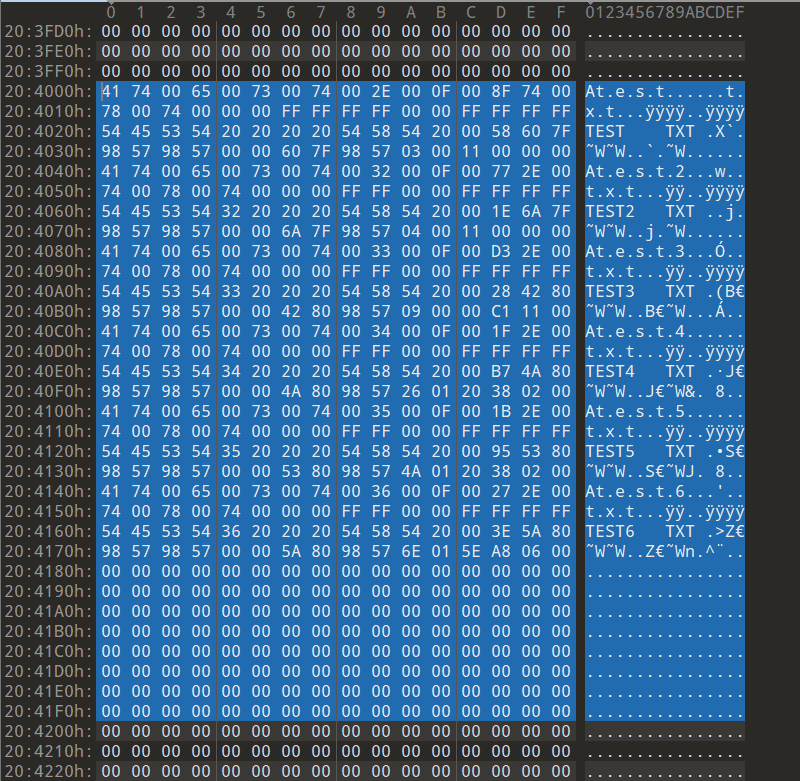 0 1 2 3 4 5 6 7 8 9 A B C D E F 0123456789ABCDEF
20:3FD0h: 00 00 00 00 00 00 00 00 00 00 00 00 00 00 00 00 ................
20:3FE0h: 00 00 00 00 00 00 00 00 00 00 00 00 00 00 00 00 ................
20:3FF0h: 00 00 00 00 00 00 00 00 00 00 00 00 00 00 00 00 ................
20:4000h: 41 74 00 65 00 73 00 74 00 2E 00 0F 00 8F 74 00 At.e.s.t......t.
20:4010h: 78 00 74 00 00 00 FF FF FF FF 00 00 FF FF FF FF x.t...ÿÿÿÿ..ÿÿÿÿ
20:4020h: 54 45 53 54 20 20 20 20 54 58 54 20 00 58 60 7F TEST    TXT .X`.
20:4030h: 98 57 98 57 00 00 60 7F 98 57 03 00 11 00 00 00 ˜W˜W..`.˜W......
20:4040h: 41 74 00 65 00 73 00 74 00 32 00 0F 00 77 2E 00 At.e.s.t.2...w..
20:4050h: 74 00 78 00 74 00 00 00 FF FF 00 00 FF FF FF FF t.x.t...ÿÿ..ÿÿÿÿ
20:4060h: 54 45 53 54 32 20 20 20 54 58 54 20 00 1E 6A 7F TEST2   TXT ..j.
20:4070h: 98 57 98 57 00 00 6A 7F 98 57 04 00 11 00 00 00 ˜W˜W..j.˜W......
20:4080h: 41 74 00 65 00 73 00 74 00 33 00 0F 00 D3 2E 00 At.e.s.t.3...Ó..
20:4090h: 74 00 78 00 74 00 00 00 FF FF 00 00 FF FF FF FF t.x.t...ÿÿ..ÿÿÿÿ
20:40A0h: 54 45 53 54 33 20 20 20 54 58 54 20 00 28 42 80 TEST3   TXT .(B€
20:40B0h: 98 57 98 57 00 00 42 80 98 57 09 00 00 C1 11 00 ˜W˜W..B€˜W...Á..
20:40C0h: 41 74 00 65 00 73 00 74 00 34 00 0F 00 1F 2E 00 At.e.s.t.4......
20:40D0h: 74 00 78 00 74 00 00 00 FF FF 00 00 FF FF FF FF t.x.t...ÿÿ..ÿÿÿÿ
20:40E0h: 54 45 53 54 34 20 20 20 54 58 54 20 00 B7 4A 80 TEST4   TXT .·J€
20:40F0h: 98 57 98 57 00 00 4A 80 98 57 26 01 20 38 02 00 ˜W˜W..J€˜W&. 8..
20:4100h: 41 74 00 65 00 73 00 74 00 35 00 0F 00 1B 2E 00 At.e.s.t.5......
20:4110h: 74 00 78 00 74 00 00 00 FF FF 00 00 FF FF FF FF t.x.t...ÿÿ..ÿÿÿÿ
20:4120h: 54 45 53 54 35 20 20 20 54 58 54 20 00 95 53 80 TEST5   TXT .•S€
20:4130h: 98 57 98 57 00 00 53 80 98 57 4A 01 20 38 02 00 ˜W˜W..S€˜WJ. 8..
20:4140h: 41 74 00 65 00 73 00 74 00 36 00 0F 00 27 2E 00 At.e.s.t.6...'..
20:4150h: 74 00 78 00 74 00 00 00 FF FF 00 00 FF FF FF FF t.x.t...ÿÿ..ÿÿÿÿ
20:4160h: 54 45 53 54 36 20 20 20 54 58 54 20 00 3E 5A 80 TEST6   TXT .>Z€
20:4170h: 98 57 98 57 00 00 5A 80 98 57 6E 01 5E A8 06 00 ˜W˜W..Z€˜Wn.^¨..
20:4180h: 00 00 00 00 00 00 00 00 00 00 00 00 00 00 00 00 ................
20:4190h: 00 00 00 00 00 00 00 00 00 00 00 00 00 00 00 00 ................
20:41A0h: 00 00 00 00 00 00 00 00 00 00 00 00 00 00 00 00 ................
20:41B0h: 00 00 00 00 00 00 00 00 00 00 00 00 00 00 00 00 ................
20:41C0h: 00 00 00 00 00 00 00 00 00 00 00 00 00 00 00 00 ................
20:41D0h: 00 00 00 00 00 00 00 00 00 00 00 00 00 00 00 00 ................
20:41E0h: 00 00 00 00 00 00 00 00 00 00 00 00 00 00 00 00 ................
20:41F0h: 00 00 00 00 00 00 00 00 00 00 00 00 00 00 00 00 ................
20:4200h: 00 00 00 00 00 00 00 00 00 00 00 00 00 00 00 00 ................
20:4210h: 00 00 00 00 00 00 00 00 00 00 00 00 00 00 00 00 ................
20:4220h: 00 00 00 00 00 00 00 00 00 00 00 00 00 00 00 00 ................